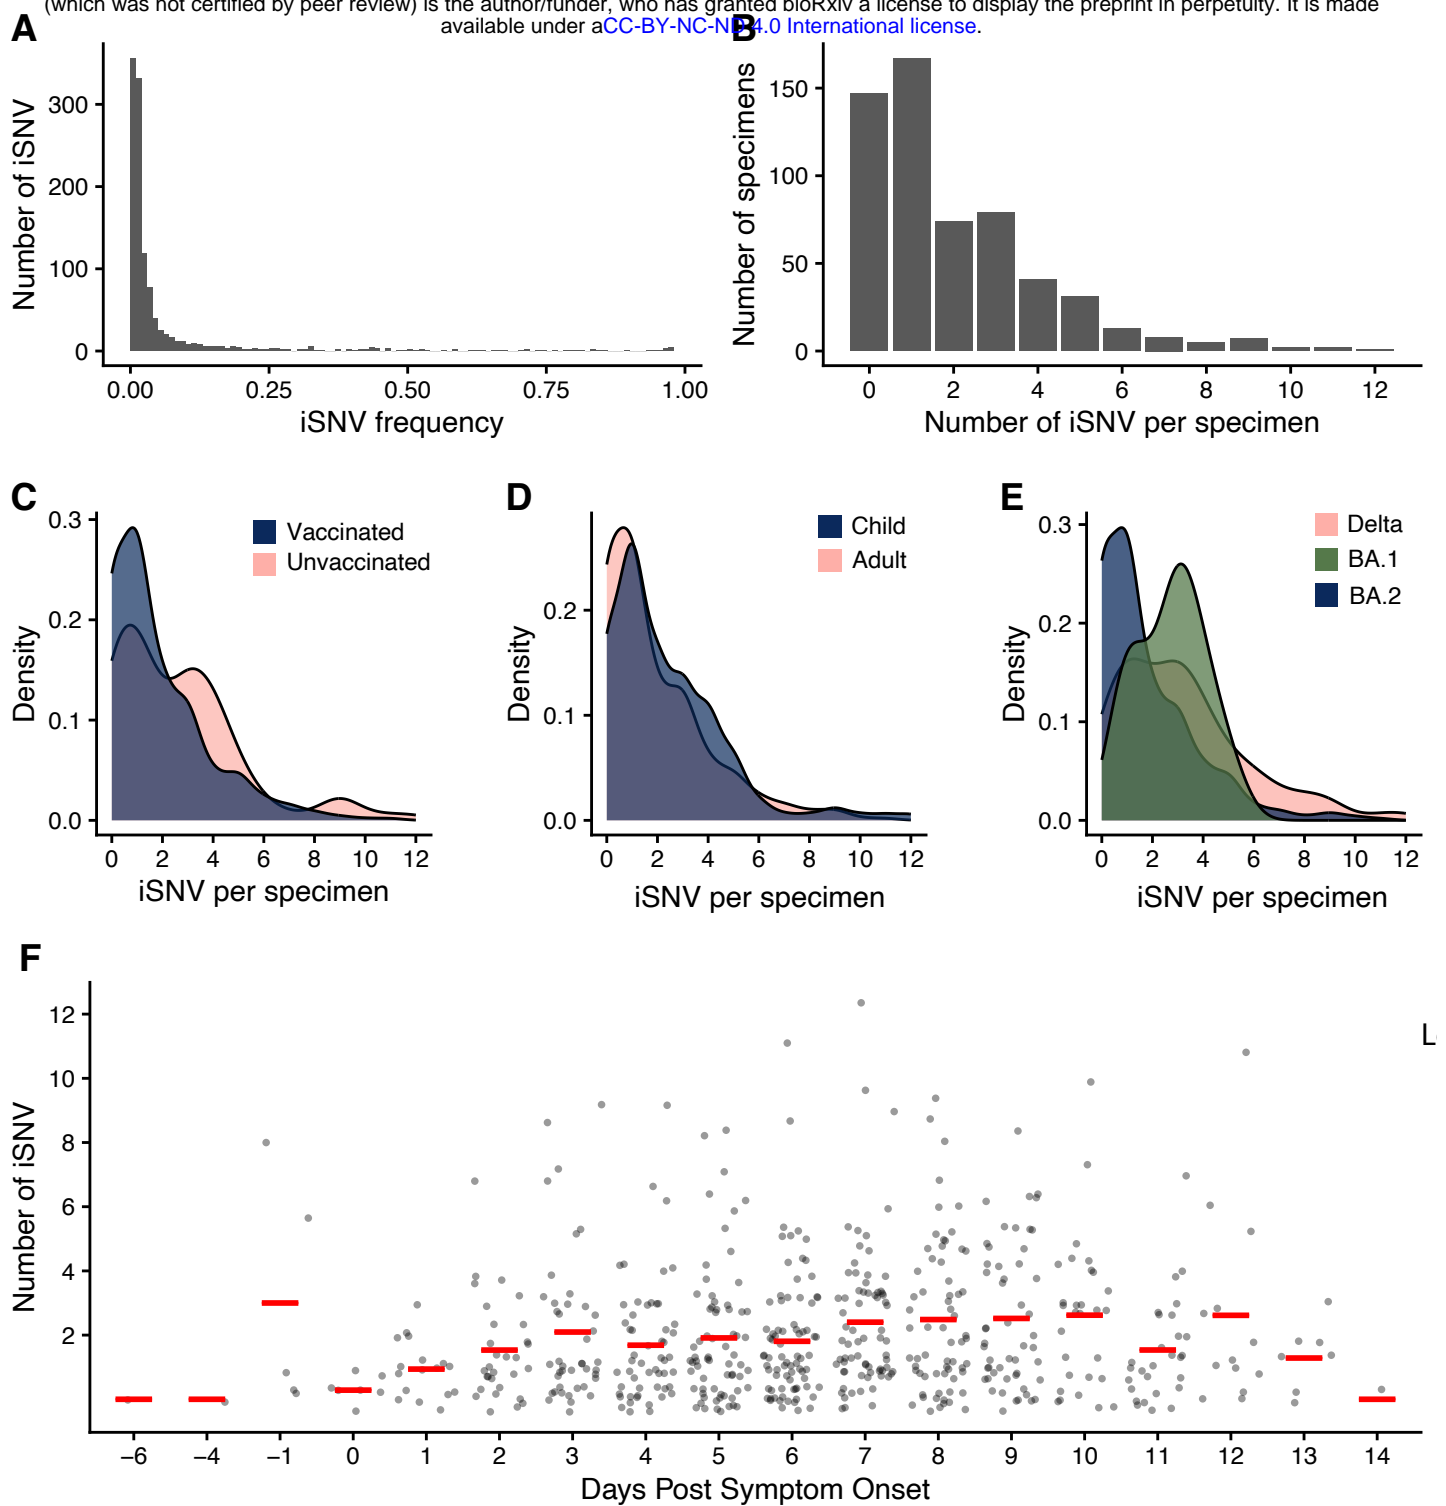 (which was not certified by peer review) is the author/funder, who has granted bioRxiv a license to display the preprint in perpetuity. It is made
available under aCC-BY-NC-ND 4.0 International license.
A
B
Number of iSNV
300
200
100
0
0.00 0.25 0.50 0.75 1.00
iSNV frequency
Number of specimens
150
100
50
0
0 2 4 6 8 10 12
Number of iSNV per specimen
C
Density
0.3
0.2
0.1
0.0
Vaccinated
Unvaccinated
0 2 4 6 8 10 12
iSNV per specimen
D
Density
0.2
0.1
0.0
Child
Adult
0 2 4 6 8 10 12
iSNV per specimen
E
Density
0.3
0.2
0.1
0.0
Delta
BA.1
BA.2
0 2 4 6 8 10 12
iSNV per specimen
F
Number of iSNV
12
10
8
6
4
2
−6 −4 −1 0 1 2 3 4 5 6 7 8 9 10 11 12 13 14
Days Post Symptom Onset